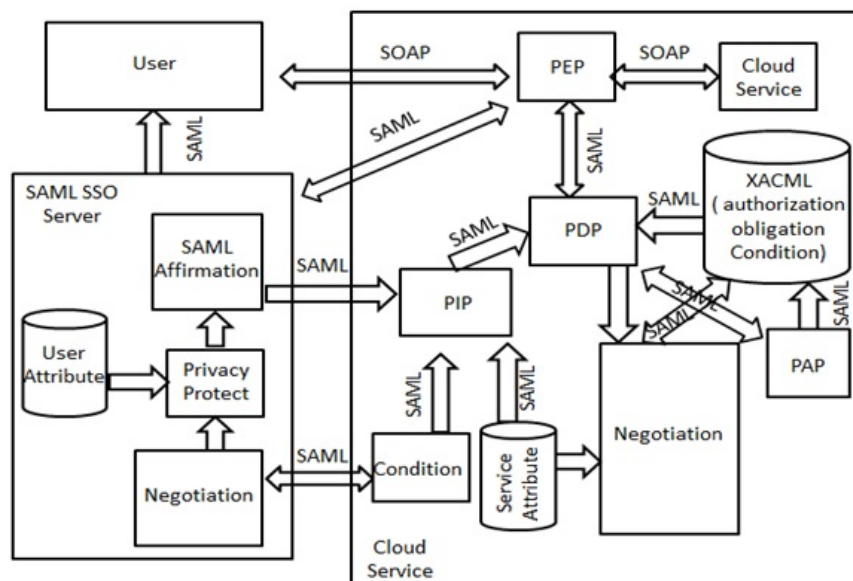 User
SOAP
PEP
SOAP
Cloud
Service
SAML
SAML
SAML
SAML SSO
Server
SAML
Affirmation
SAML
PIP
SAML
PDP
SAML
XACML
( authorization
obligation
Condition)
SAML
SAML
SAML
PAP
User
Attribute
Privacy
Protect
Negotiation
SAML
Condition
SAML
SAML
Service
Attribute
Negotiation
Cloud
Service